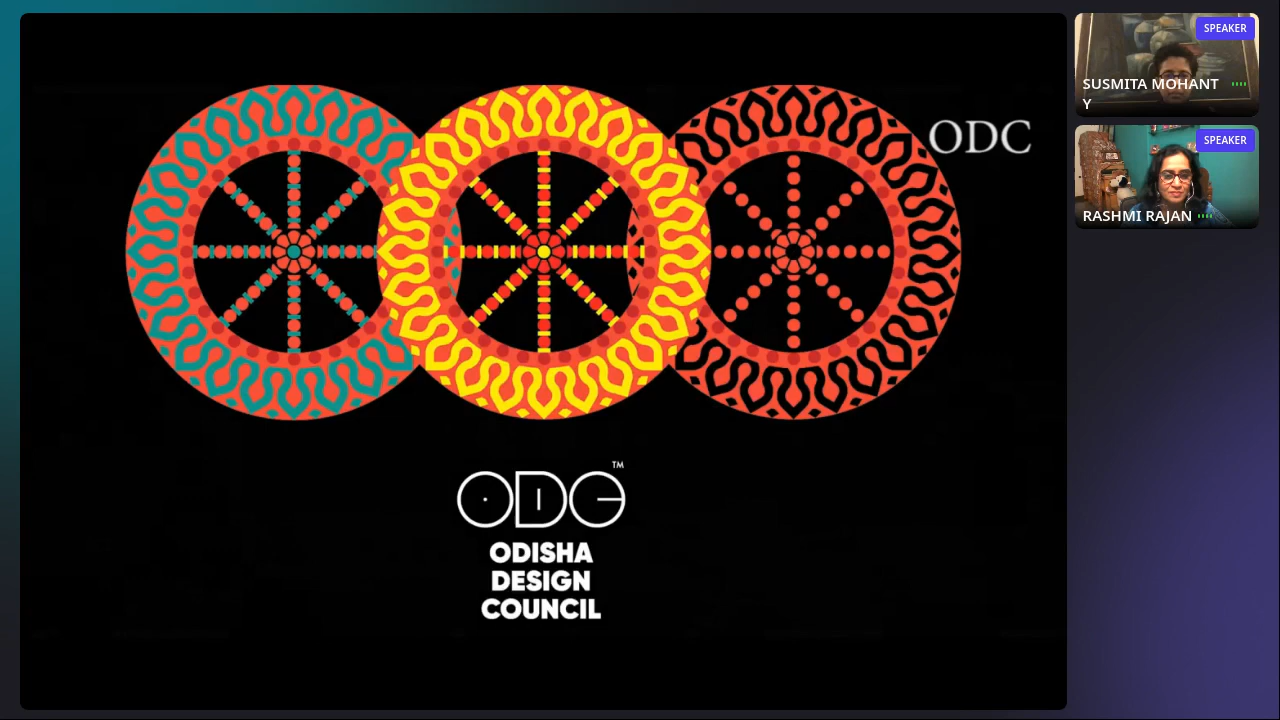 ODC
ODC
TM
ODISHA
DESIGN
COUNCIL
SPEAKER
SUSMITA MOHANT
Y
SPEAKER
RASHMI RAJAN